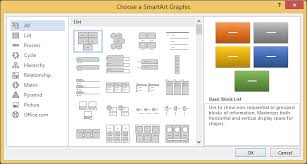 Choose a SmartArt Graphic
All
List
Process
Cycle
Hierarchy
Relationship
Matrix
Pyramid
Picture
Office.com
List
Basic Block List
Use to show non-sequential or grouped
blocks of information. Maximizes both
horizontal and vertical display space for
shapes.
OK
Cancel